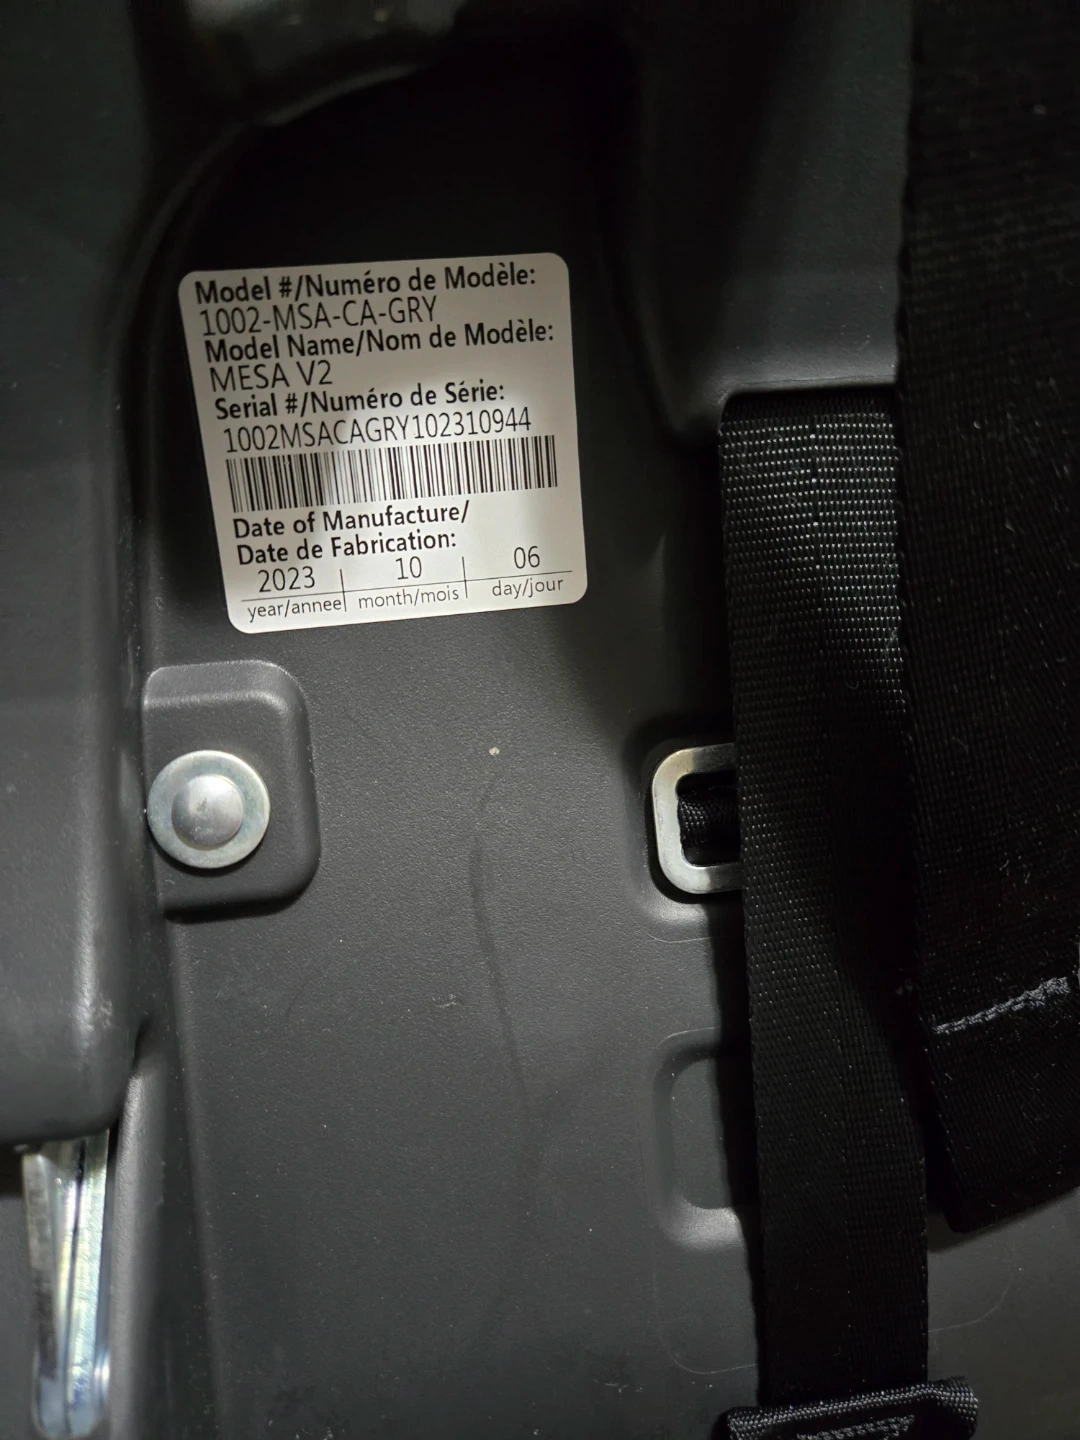 Model #/Numéro de Modèle:
1002-MSA-CA-GRY
Model Name/Nom de Modèle:
MESA V2
Serial #/Numéro de Série:
1002MSACAGRY102310944
Date of Manufacture/
Date de Fabrication:
2023 10 06
year/annee month/mois day/jour